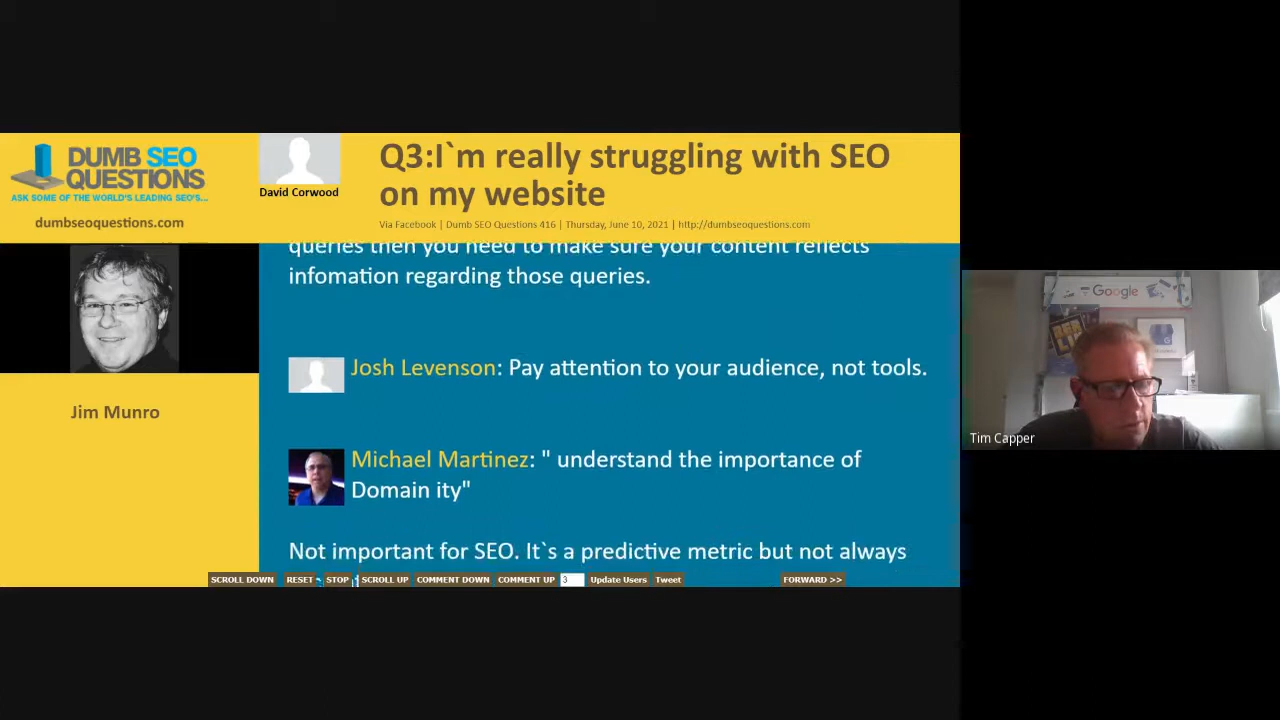 DUMB SEO
QUESTIONS
ASK SOME OF THE WORLD'S LEADING SEO'S...
dumbseoquestions.com
David Corwood
Q3:I`m really struggling with SEO
on my website
Via Facebook | Dumb SEO Questions 416 | Thursday, June 10, 2021 | http://dumbseoquestions.com
Jim Munro
queries then you need to make sure your content reflects
infomation regarding those queries.
Josh Levenson: Pay attention to your audience, not tools.
Michael Martinez: " understand the importance of
Domain ity"
Not important for SEO. It`s a predictive metric but not always
SCROLL DOWN RESET STOP SCROLL UP COMMENT DOWN COMMENT UP 3 Update Users Tweet FORWARD >>
Google
Tim Capper